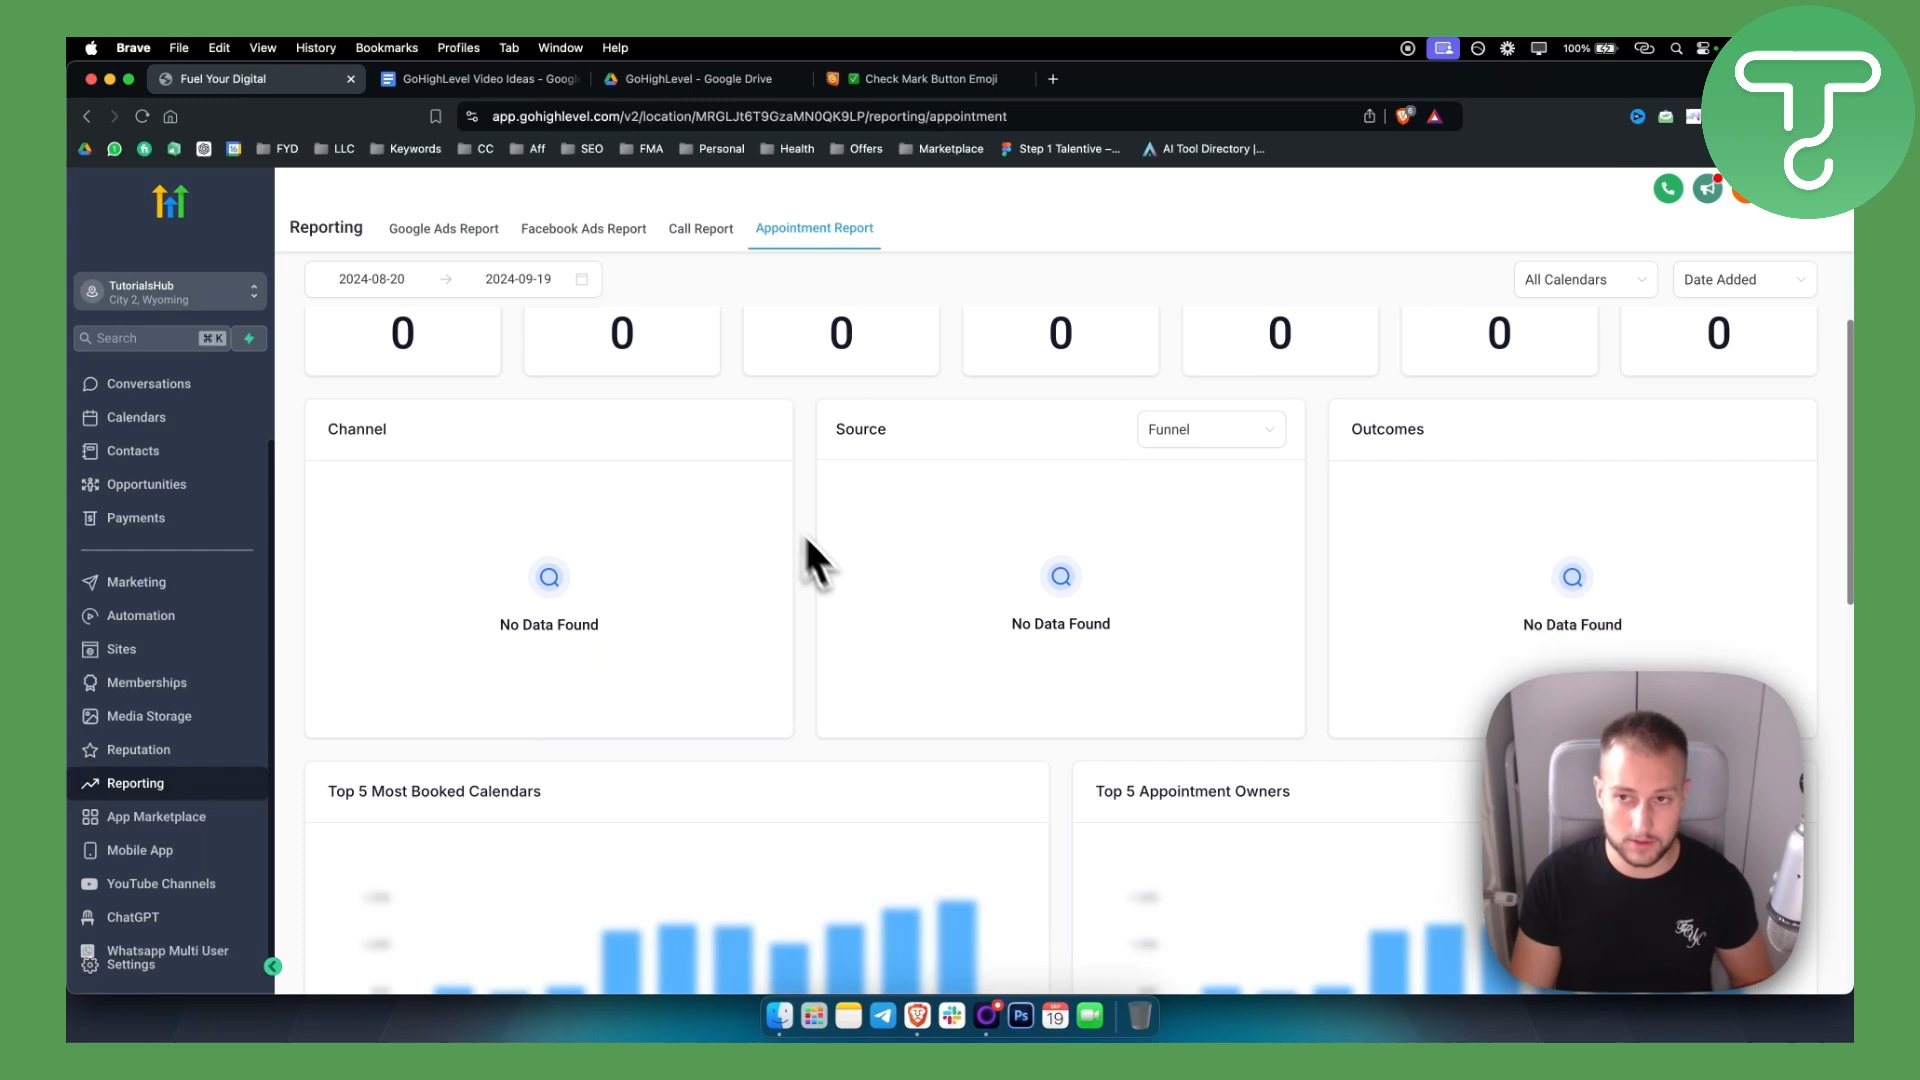 Brave File Edit View History Bookmarks Profiles Tab Window Help 100%
Fuel Your Digital
GoHighLevel Video Ideas - Googl
GoHighLevel - Google Drive
Check Mark Button Emoji
app.gohighlevel.com/v2/location/MRGLJt6T9GzaMN0QK9LP/reporting/appointment
FYD LLC Keywords CC Aff SEO FMA Personal Health Offers Marketplace Step 1 Talentive –... AI Tool Directory |...
TutorialsHub
City 2, Wyoming
Search ⌘ K
Conversations
Calendars
Contacts
Opportunities
Payments
Marketing
Automation
Sites
Memberships
Media Storage
Reputation
Reporting
App Marketplace
Mobile App
YouTube Channels
ChatGPT
Whatsapp Multi User
Settings
Reporting Google Ads Report Facebook Ads Report Call Report Appointment Report
2024-08-20 → 2024-09-19
All Calendars
Date Added
0 0 0 0 0 0 0
Channel
No Data Found
Source
Funnel
No Data Found
Outcomes
No Data Found
Top 5 Most Booked Calendars
Top 5 Appointment Owners
Ps
19